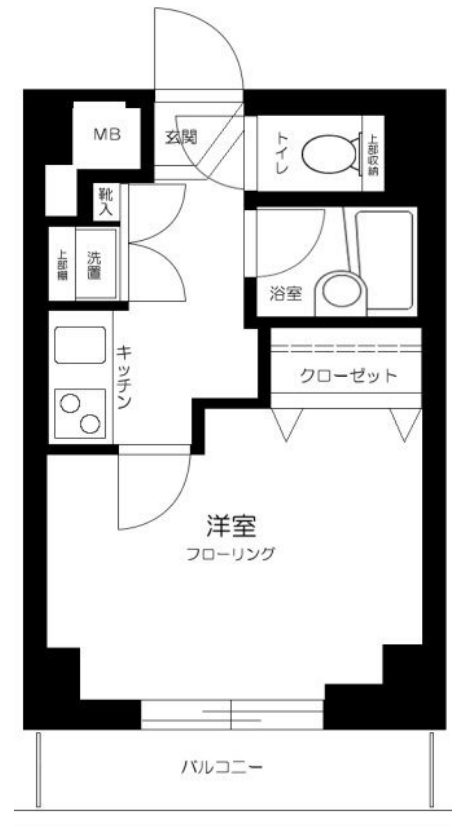 MB
玄関
トイレ
上部収納
靴入
上部棚
洗置
浴室
キッチン
クローゼット
洋室
フローリング
バルコニー